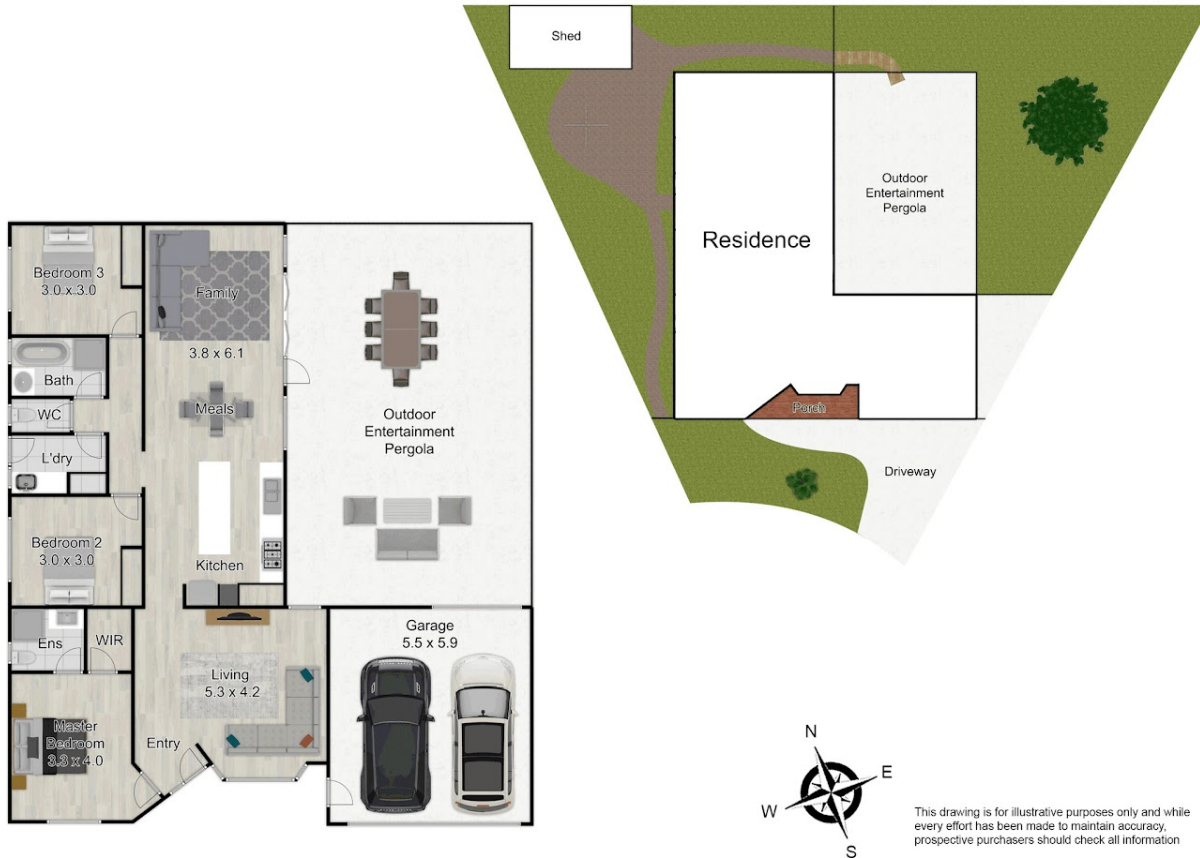 Shed
Outdoor
Entertainment
Pergola
Residence
Porch
Driveway
Bedroom 3
3.0 x 3.0
Family
3.8 x 6.1
Bath
Meals
WC
Outdoor
Entertainment
Pergola
L'dry
Bedroom 2
3.0 x 3.0
Kitchen
Ens
WIR
Garage
5.5 x 5.9
Living
5.3 x 4.2
Master
Bedroom
3.3 x 4.0
Entry
N
E
W
S
This drawing is for illustrative purposes only and while
every effort has been made to maintain accuracy,
prospective purchasers should check all information